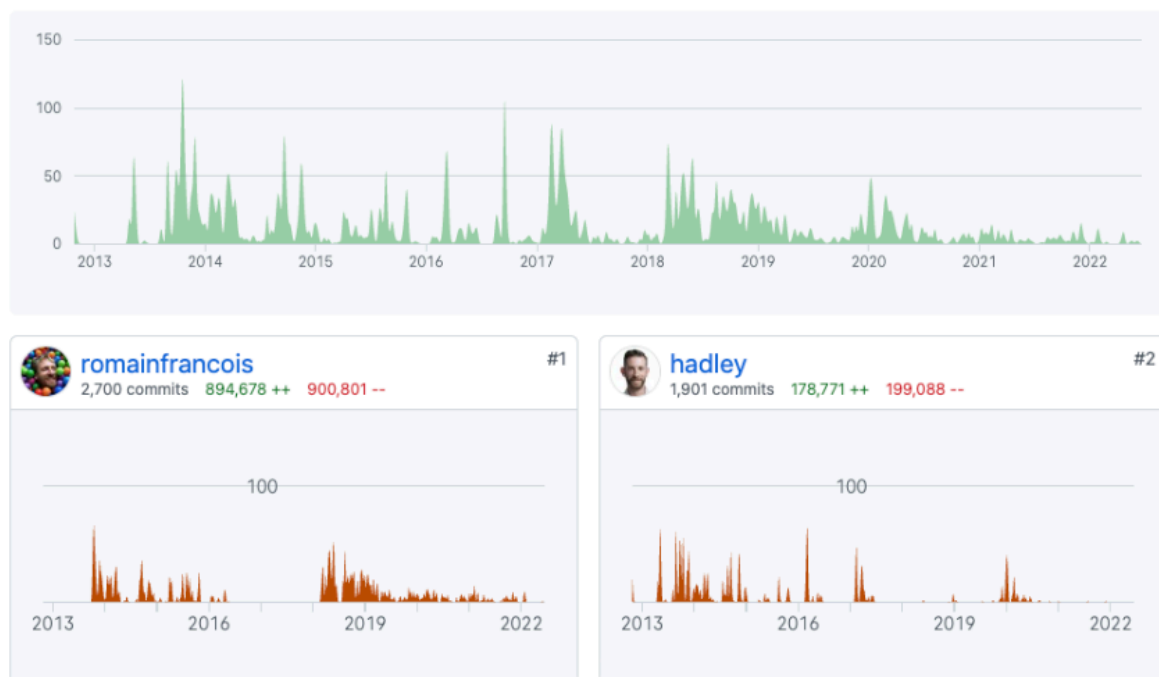 150
100
50
0
2013 2014 2015 2016 2017 2018 2019 2020 2021 2022
romainfrancois #1
2,700 commits 894,678 ++ 900,801 --
100
2013 2016 2019 2022
hadley #2
1,901 commits 178,771 ++ 199,088 --
100
2013 2016 2019 2022